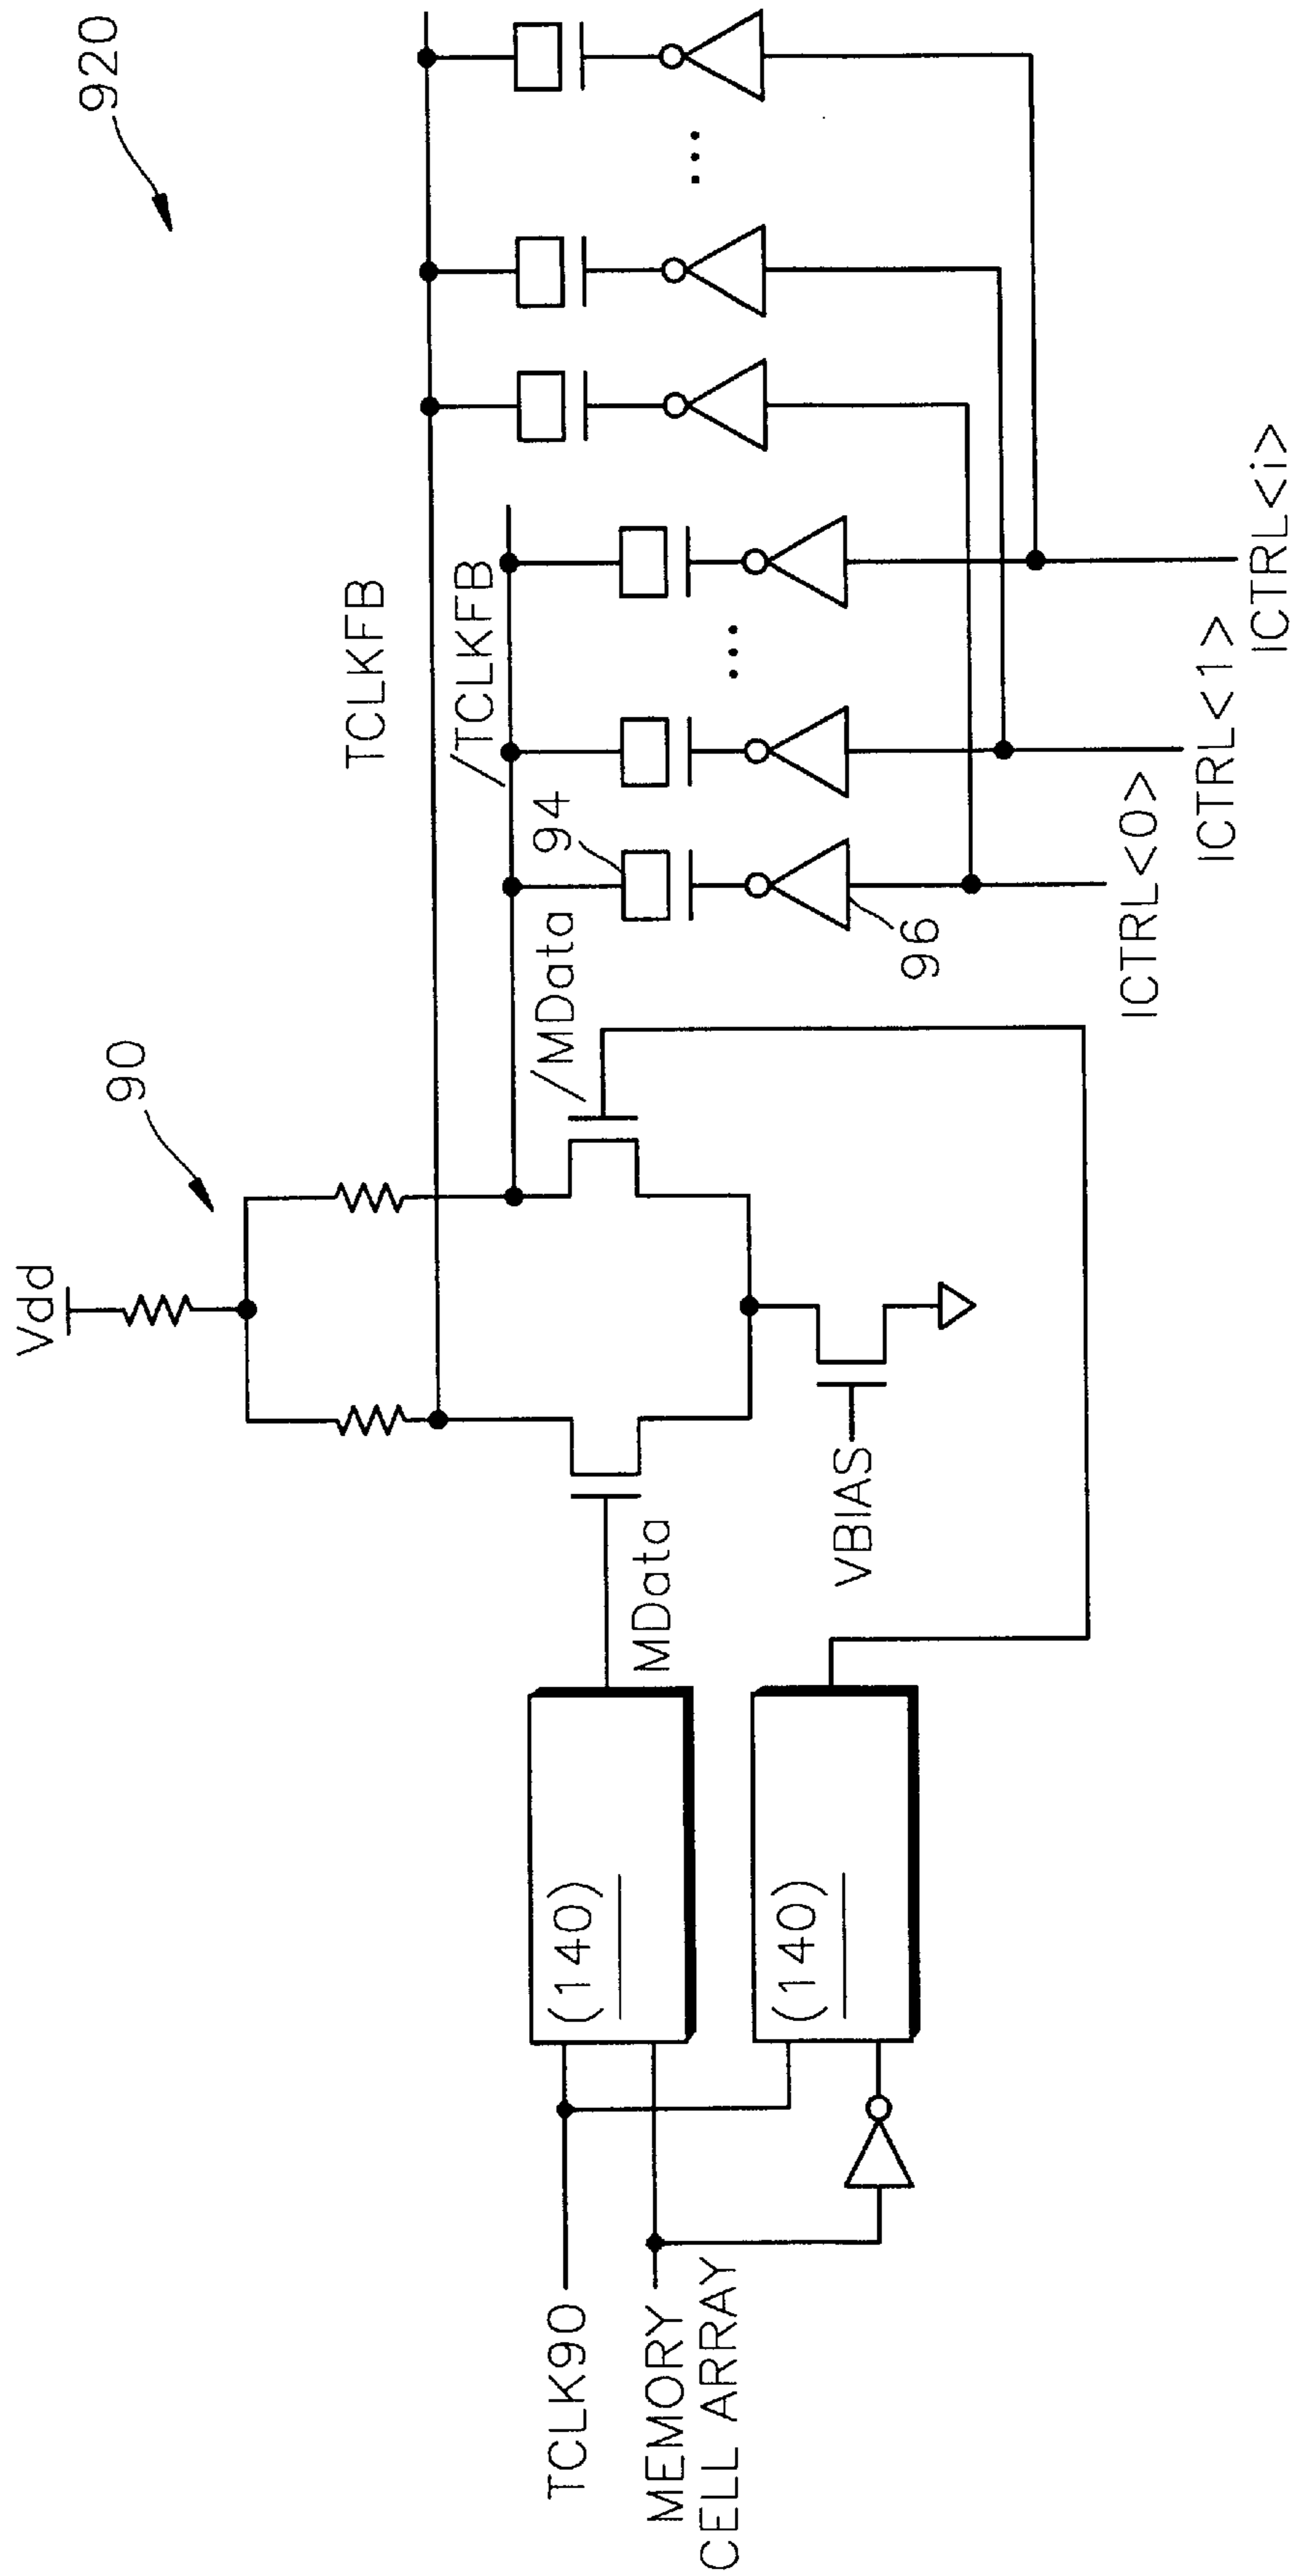 920
90
Vdd
TCLKFB
/TCLKFB
/MData
94
96
MData
VBIAS
(140)
(140)
TCLK90
MEMORY
CELL ARRAY
ICTRL<0>
ICTRL<1>
ICTRL<i>